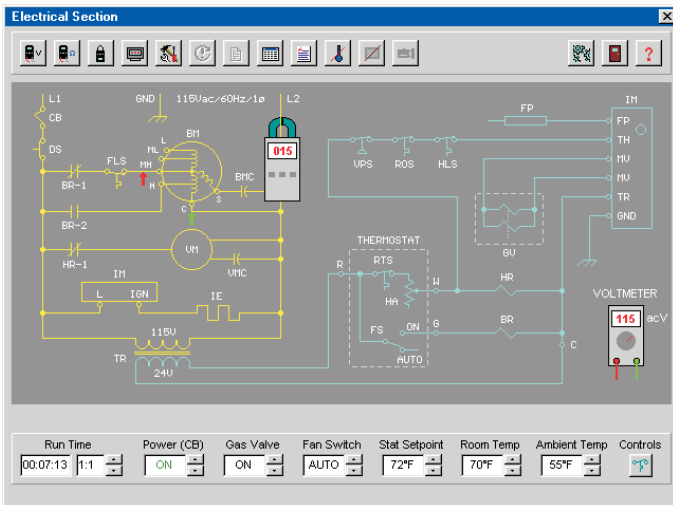 Electrical Section
V Ω ?
L1 GND 115Vac/60Hz/1ø L2
CB
DS
FLS
BR-1
L
ML
MH
H
BM
S
C
BMC
015
BR-2
HR-1
VM
VMC
IM
L IGN
IE
115V
TR
24V
FP
IM
FP
TH
MV
MV
TR
GND
VPS ROS HLS
GV
THERMOSTAT
R
RTS
HA
W
HR
FS
ON
G
AUTO
BR
C
VOLTMETER
115 acV
Run Time Power (CB) Gas Valve Fan Switch Stat Setpoint Room Temp Ambient Temp Controls
00:07:13 1:1 ON ON AUTO 72°F 70°F 55°F